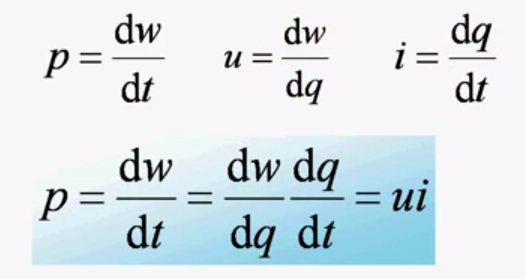 p = dw/dt u = dw/dq i = dq/dt
p = dw/dt = dw/dq dq/dt = ui